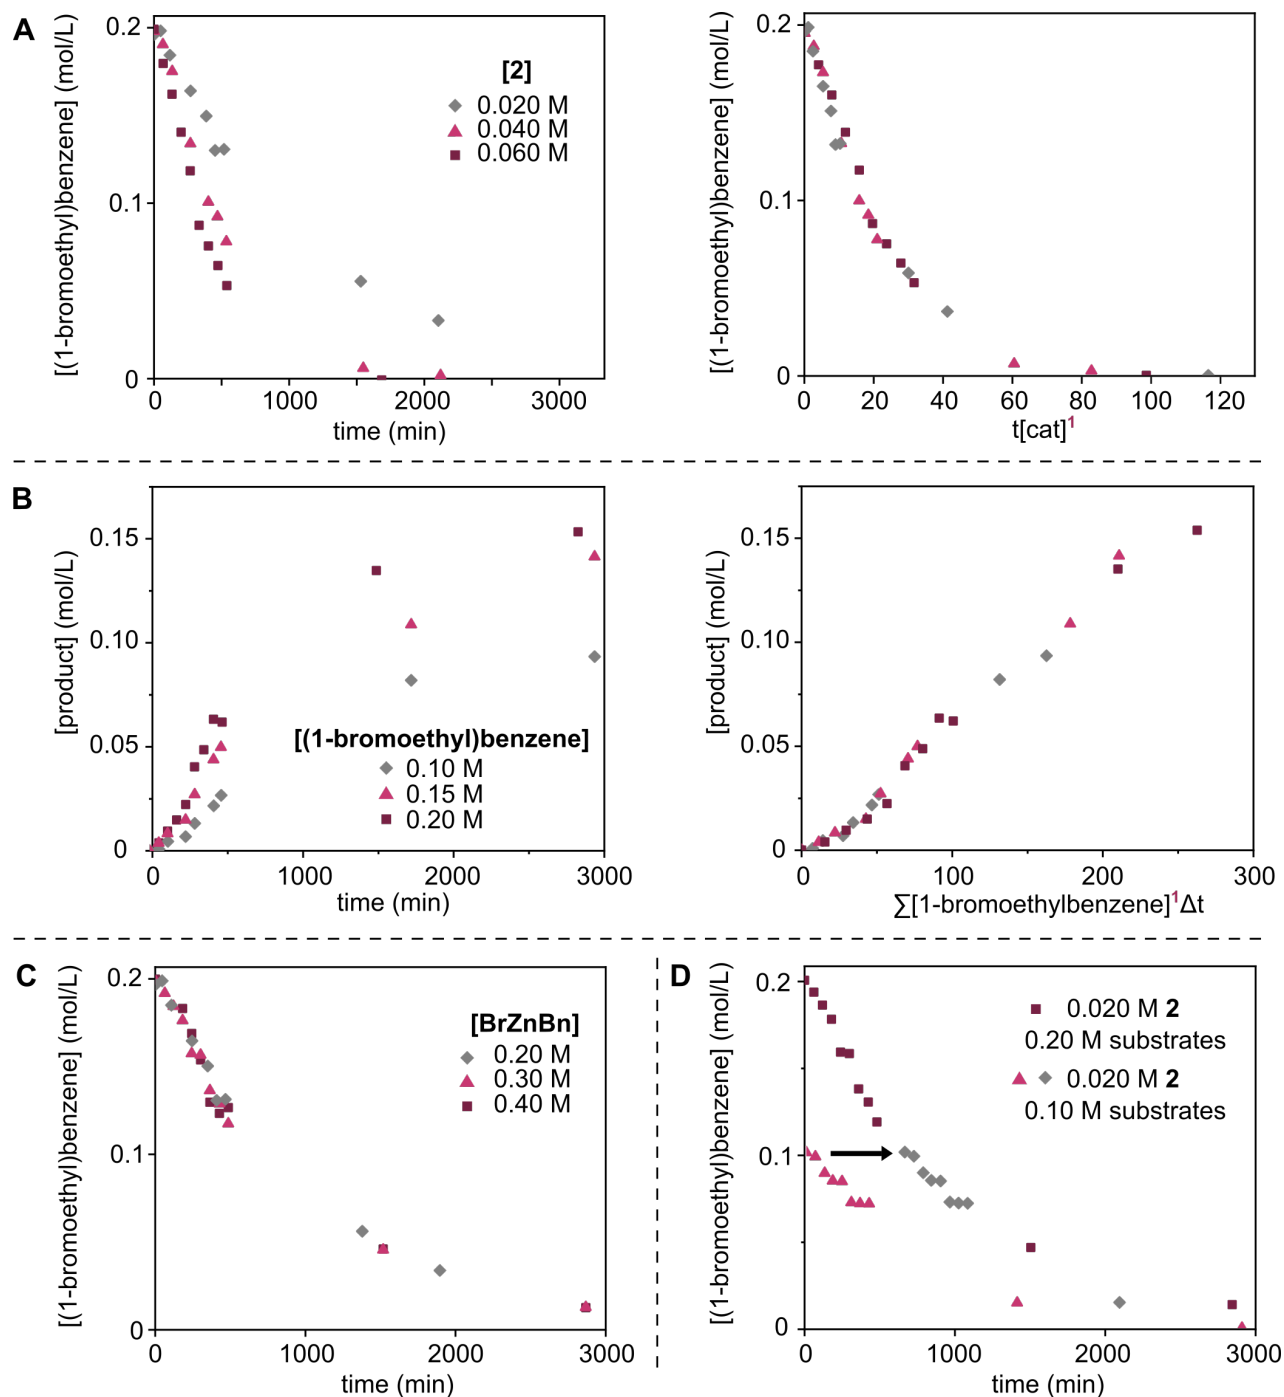 A
[(1-bromoethyl)benzene] (mol/L)
0.2
0.1
0
[2]
0.020 M
0.040 M
0.060 M
0
1000
2000
3000
time (min)
[(1-bromoethyl)benzene] (mol/L)
0.2
0.1
0
0
20
40
60
80
100
120
t[cat]¹
B
[product] (mol/L)
0.15
0.10
0.05
0
[(1-bromoethyl)benzene]
0.10 M
0.15 M
0.20 M
0
1000
2000
3000
time (min)
[product] (mol/L)
0.15
0.10
0.05
0
0
100
200
300
∑[1-bromoethylbenzene]¹Δt
C
[(1-bromoethyl)benzene] (mol/L)
0.2
0.1
0
[BrZnBn]
0.20 M
0.30 M
0.40 M
0
1000
2000
3000
time (min)
D
[(1-bromoethyl)benzene] (mol/L)
0.2
0.1
0
0.020 M 2
0.20 M substrates
0.020 M 2
0.10 M substrates
0
1000
2000
3000
time (min)